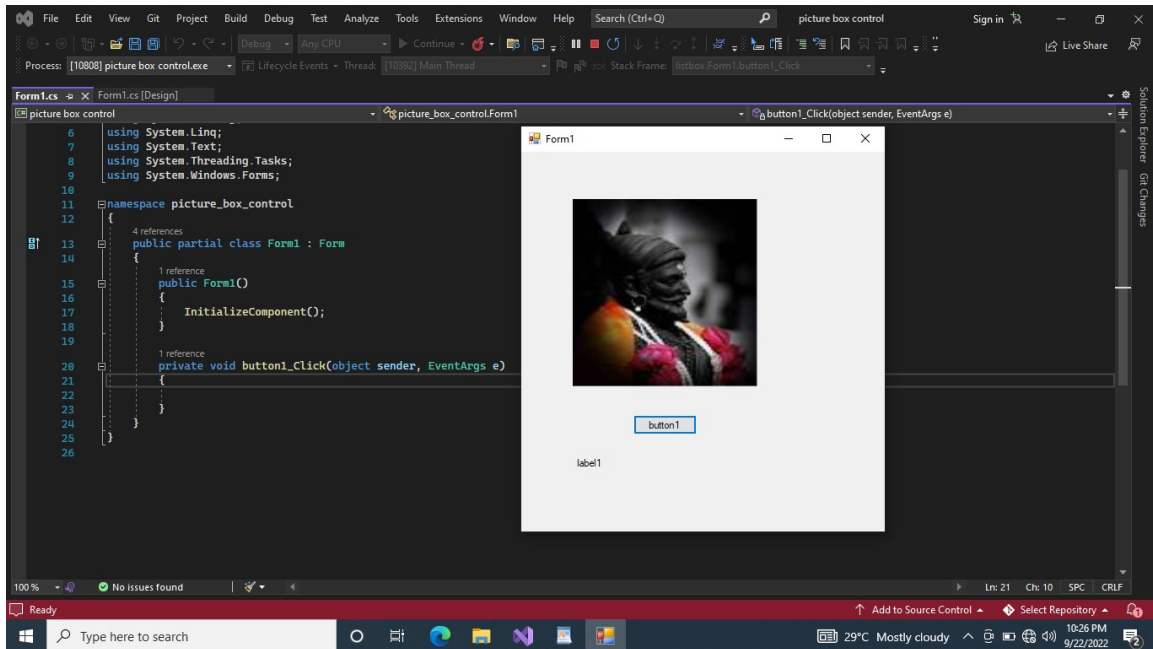 File Edit View Git Project Build Debug Test Analyze Tools Extensions Window Help Search (Ctrl+Q) picture box control Sign in
Debug Any CPU Continue Live Share
Process: [10808] picture box control.exe Lifecycle Events Thread: [10392] Main Thread Stack Frame: listbox.Form1.button1_Click
Form1.cs Form1.cs [Design]
picture box control picture_box_control.Form1 button1_Click(object sender, EventArgs e)
6 using System.Linq;
7 using System.Text;
8 using System.Threading.Tasks;
9 using System.Windows.Forms;
10
11 namespace picture_box_control
12 {
4 references
13 public partial class Form1 : Form
14 {
1 reference
15 public Form1()
16 {
17 InitializeComponent();
18 }
19
1 reference
20 private void button1_Click(object sender, EventArgs e)
21 {
22
23 }
24 }
25 }
26
Form1
button1
label1
Solution Explorer
Git Changes
100 % No issues found Ln: 21 Ch: 10 SPC CRLF
Ready Add to Source Control Select Repository 1
Type here to search 29°C Mostly cloudy 10:26 PM
9/22/2022 2